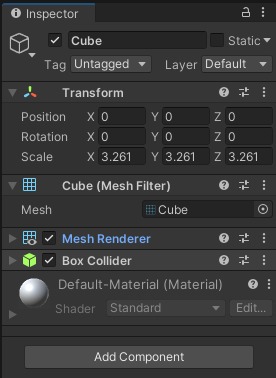 Inspector
Cube Static
Tag Untagged Layer Default
Transform
Position X 0 Y 0 Z 0
Rotation X 0 Y 0 Z 0
Scale X 3.261 Y 3.261 Z 3.261
Cube (Mesh Filter)
Mesh Cube
Mesh Renderer
Box Collider
Default-Material (Material)
Shader Standard Edit...
Add Component